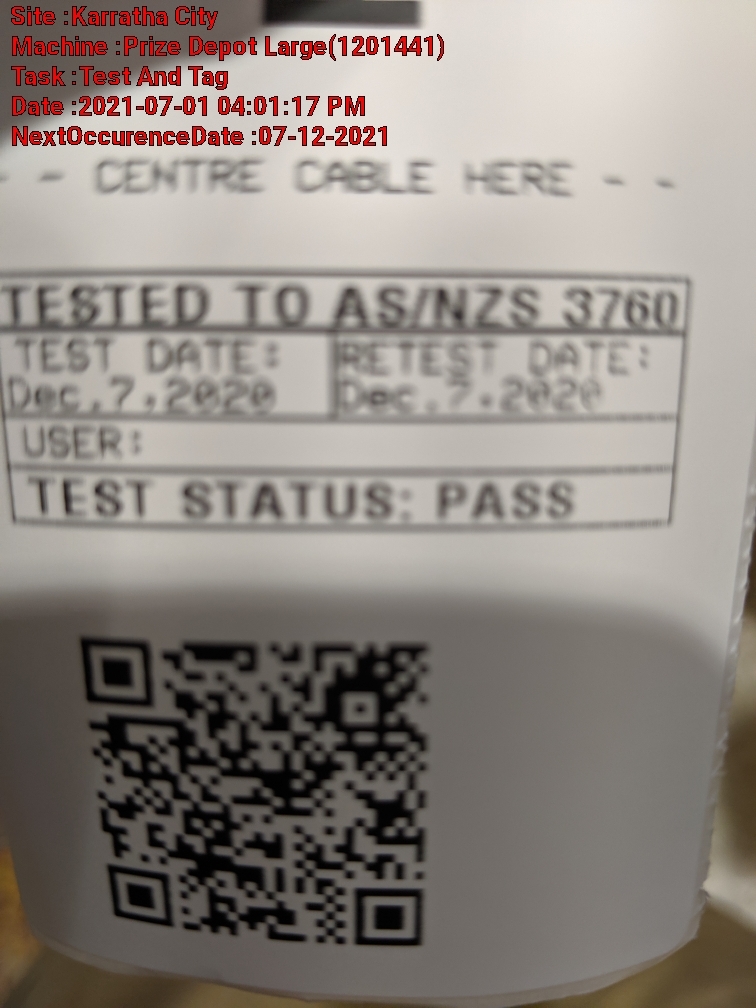 Site :Karratha City
Machine :Prize Depot Large(1201441)
Task :Test And Tag
Date :2021-07-01 04:01:17 PM
NextOccurenceDate :07-12-2021
- - CENTRE CABLE HERE - -
TESTED TO AS/NZS 3760
TEST DATE: RETEST DATE:
Dec.7.2020 Dec.7.2020
USER:
TEST STATUS: PASS